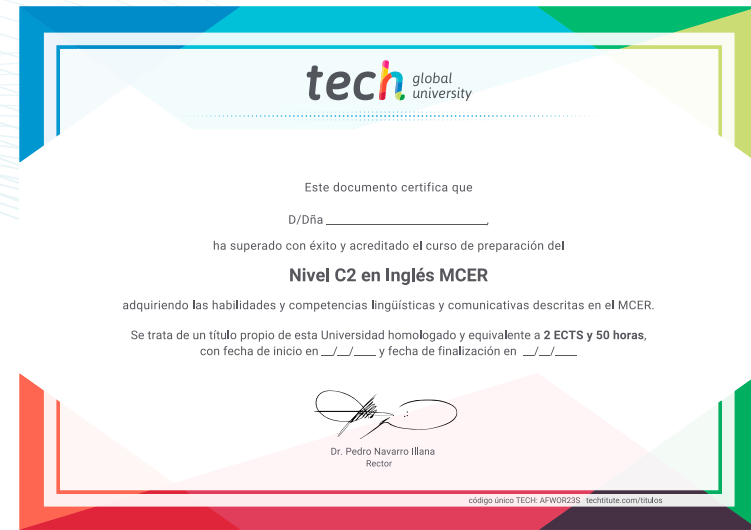 tech global university
Este documento certifica que
D/Dña ______________________,
ha superado con éxito y acreditado el curso de preparación del
Nivel C2 en Inglés MCER
adquiriendo las habilidades y competencias lingüísticas y comunicativas descritas en el MCER.
Se trata de un título propio de esta Universidad homologado y equivalente a 2 ECTS y 50 horas,
con fecha de inicio en __/__/____ y fecha de finalización en __/__/____
Dr. Pedro Navarro Illana
Rector
código único TECH: AFWOR23S techtitute.com/titulos